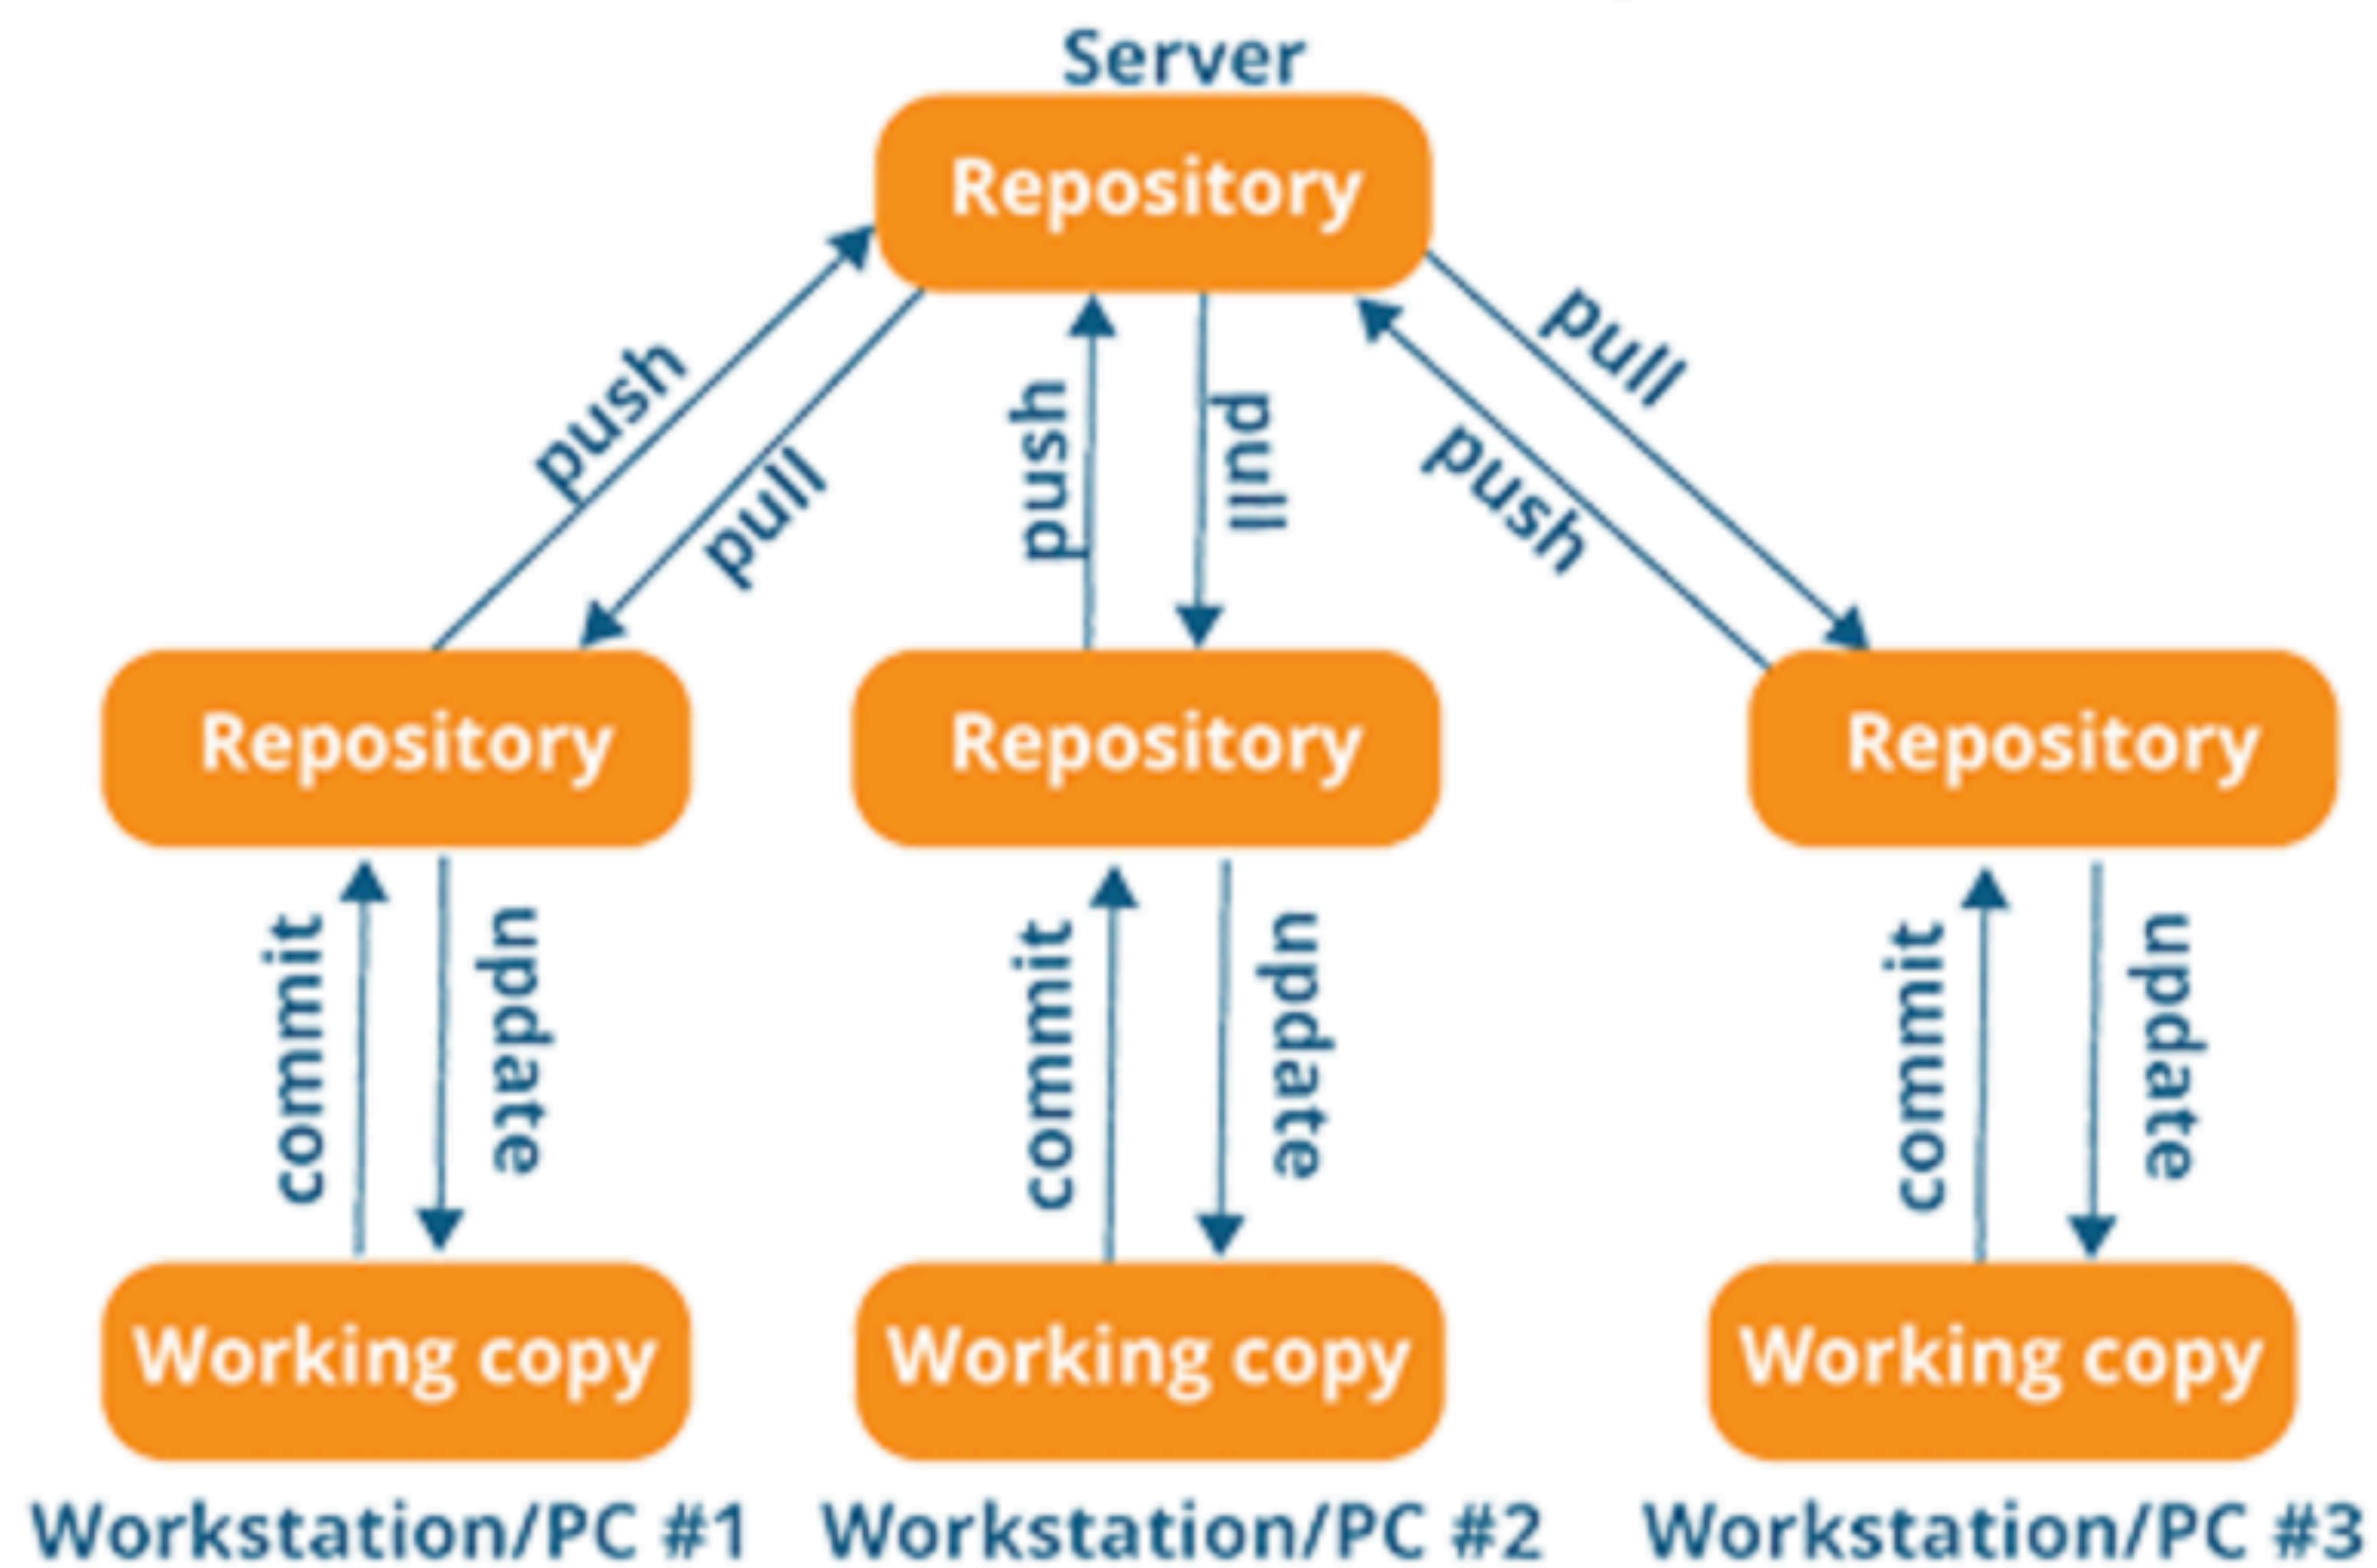 Server
Repository
push
pull
push
pull
push
pull
Repository
Repository
Repository
commit
update
commit
update
commit
update
Working copy
Working copy
Working copy
Workstation/PC #1
Workstation/PC #2
Workstation/PC #3